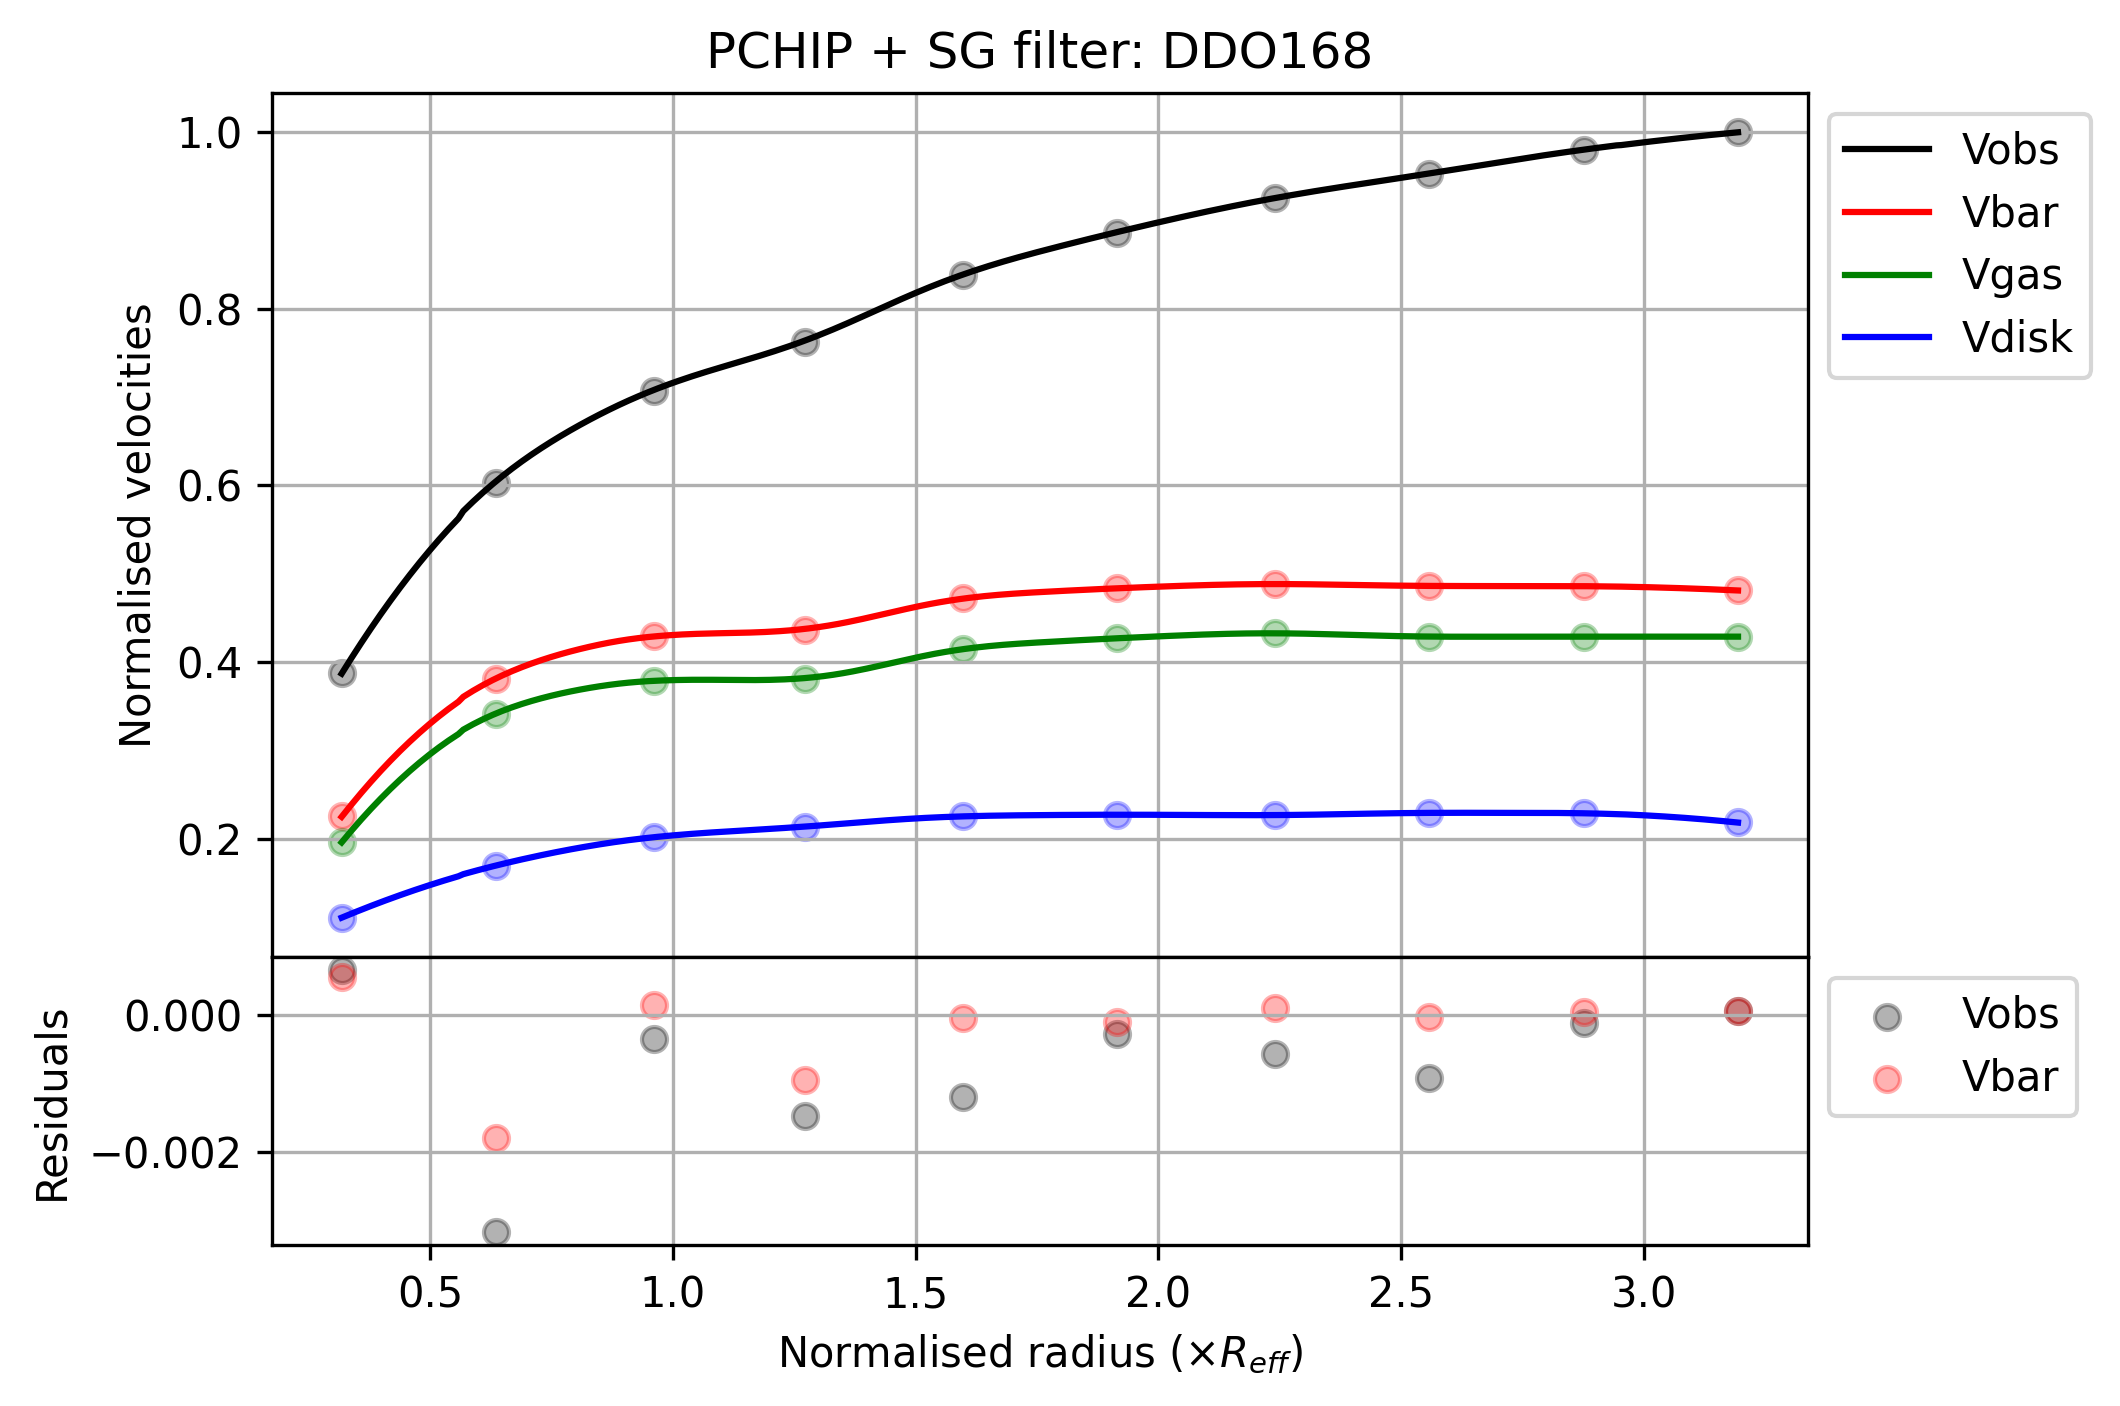 PCHIP + SG filter: DDO168
Normalised velocities
1.0
0.8
0.6
0.4
0.2
Vobs
Vbar
Vgas
Vdisk
Residuals
0.000
−0.002
Vobs
Vbar
0.5 1.0 1.5 2.0 2.5 3.0
Normalised radius (×R_eff)